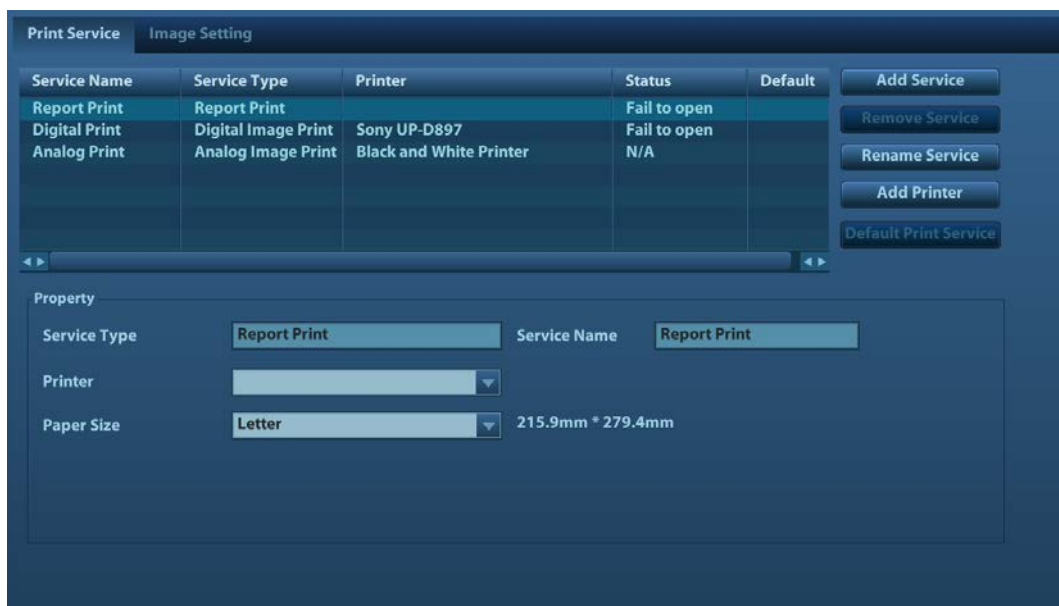 Print Service Image Setting
Service Name Service Type Printer Status Default
Report Print Report Print Fail to open
Digital Print Digital Image Print Sony UP-D897 Fail to open
Analog Print Analog Image Print Black and White Printer N/A
Add Service
Remove Service
Rename Service
Add Printer
Default Print Service
Property
Service Type Report Print Service Name Report Print
Printer
Paper Size Letter 215.9mm * 279.4mm